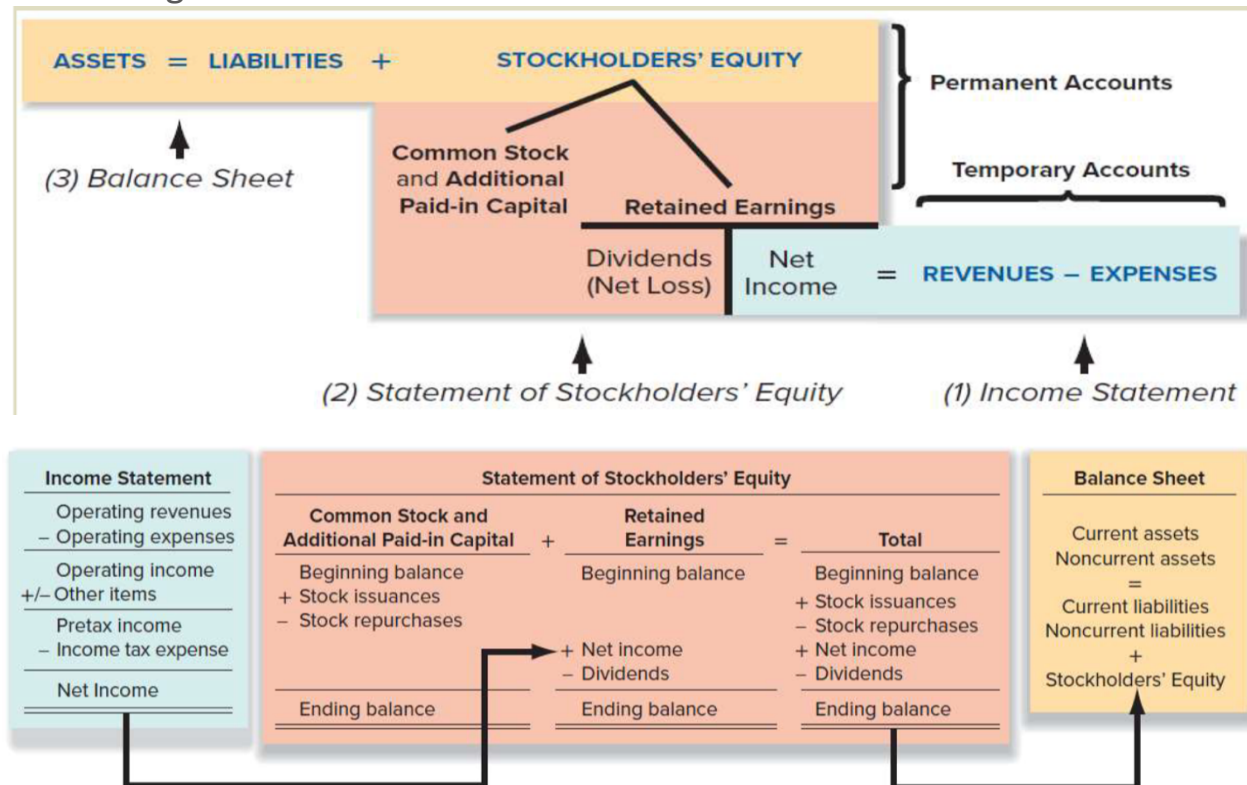 ASSETS = LIABILITIES + STOCKHOLDERS' EQUITY
Permanent Accounts
(3) Balance Sheet
Common Stock
and Additional
Paid-in Capital
Retained Earnings
Temporary Accounts
Dividends
(Net Loss)
Net
Income
= REVENUES – EXPENSES
(2) Statement of Stockholders' Equity
(1) Income Statement
Income Statement
Operating revenues
– Operating expenses
Operating income
+/– Other items
Pretax income
– Income tax expense
Net Income
Statement of Stockholders' Equity
Common Stock and
Additional Paid-in Capital
Beginning balance
+ Stock issuances
– Stock repurchases
Ending balance
+
Retained
Earnings
Beginning balance
+ Net income
– Dividends
Ending balance
=
Total
Beginning balance
+ Stock issuances
– Stock repurchases
+ Net income
– Dividends
Ending balance
Balance Sheet
Current assets
Noncurrent assets
=
Current liabilities
Noncurrent liabilities
+
Stockholders' Equity